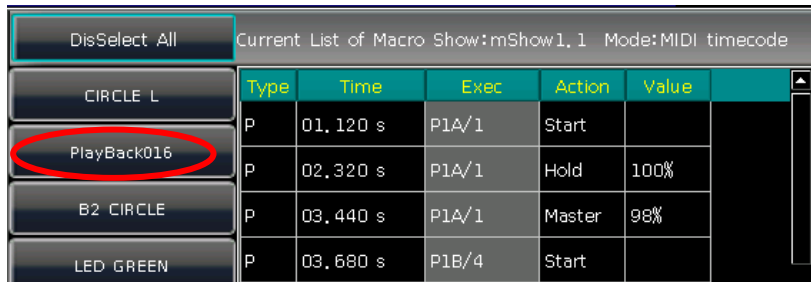 DisSelect All
Current List of Macro Show:mShow1.1 Mode:MIDI timecode
CIRCLE L
PlayBack016
B2 CIRCLE
LED GREEN
Type Time Exec Action Value
P 01.120 s P1A/1 Start
P 02.320 s P1A/1 Hold 100%
P 03.440 s P1A/1 Master 98%
P 03.680 s P1B/4 Start